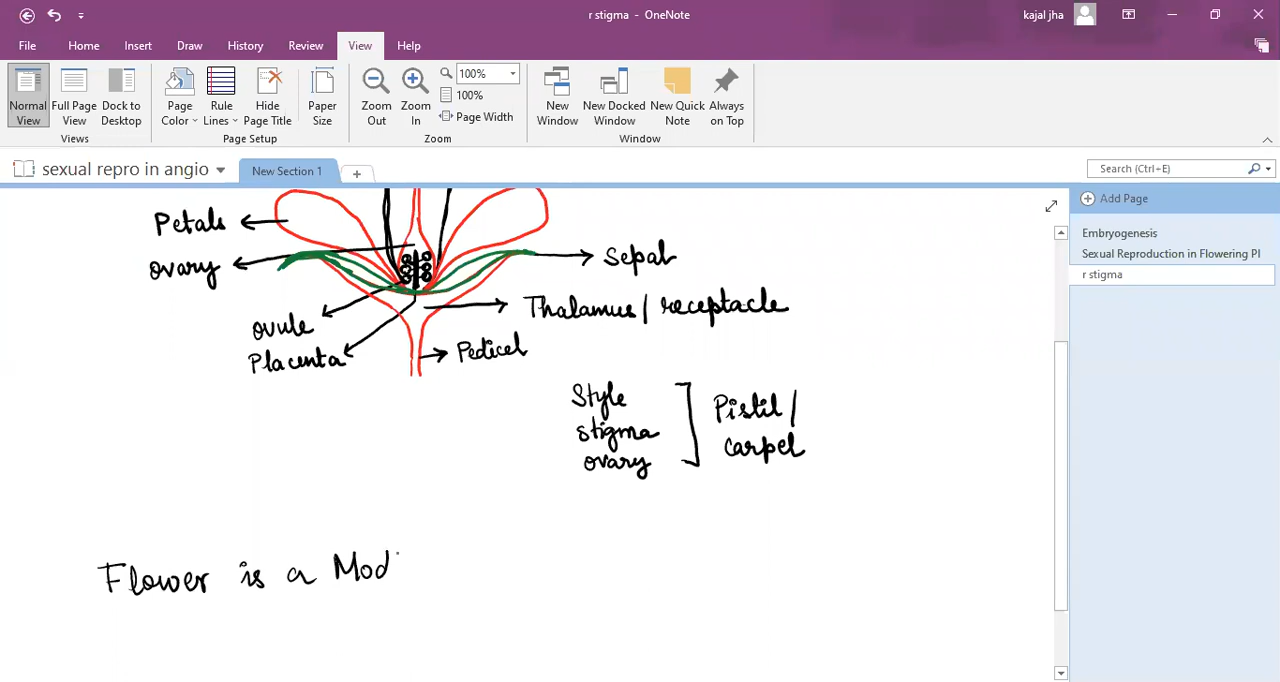 r stigma - OneNote
kajal jha
File Home Insert Draw History Review View Help
Normal View
Full Page View
Dock to Desktop
Page Color
Rule Lines
Hide Page Title
Paper Size
Zoom Out
Zoom In
100%
100%
Page Width
New Window
New Docked Window
New Quick Note
Always on Top
Views
Page Setup
Zoom
Window
sexual repro in angio
New Section 1
Search (Ctrl+E)
Add Page
Embryogenesis
Sexual Reproduction in Flowering Pl
r stigma
Petals
ovary
Sepal
Thalamus/receptacle
ovule
Placenta
Pedicel
Style
stigma
ovary
Pistil/
carpel
Flower is a Mod